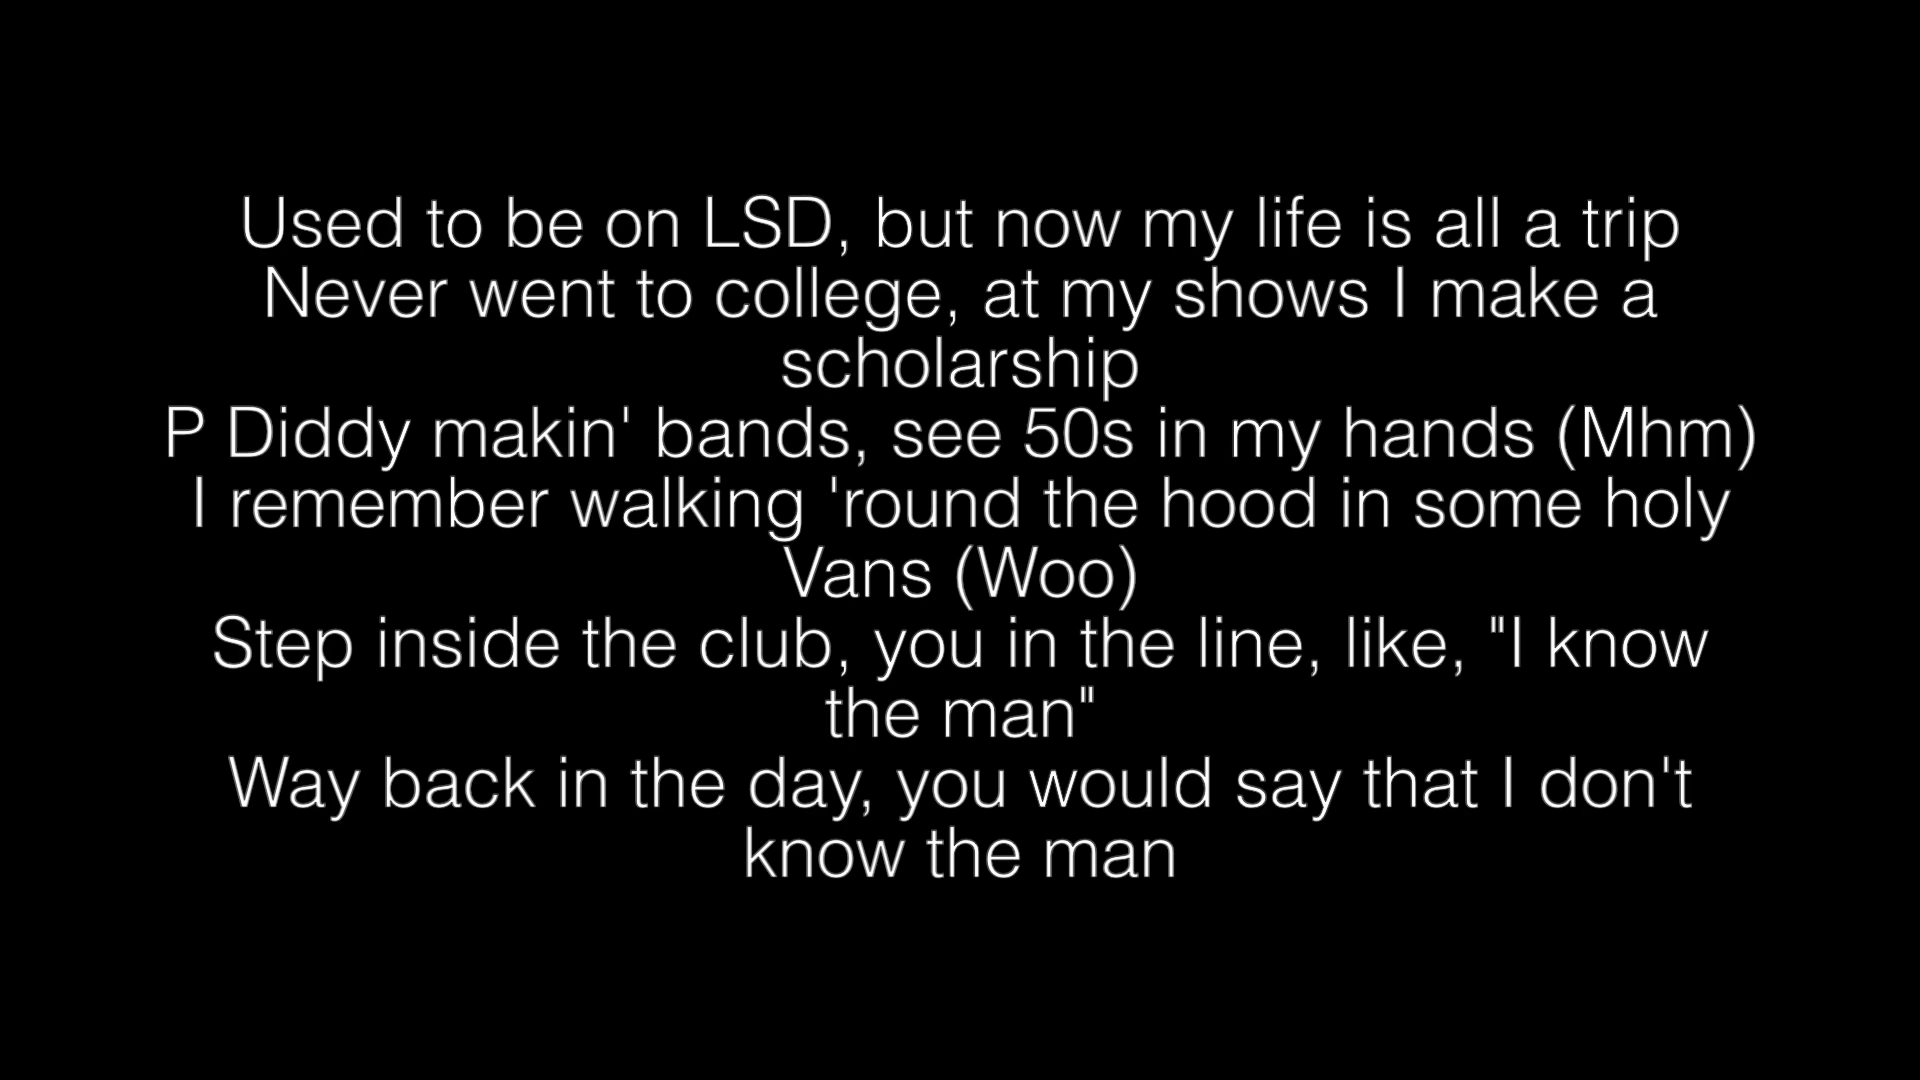 Used to be on LSD, but now my life is all a trip
Never went to college, at my shows I make a
scholarship
P Diddy makin' bands, see 50s in my hands (Mhm)
I remember walking 'round the hood in some holy
Vans (Woo)
Step inside the club, you in the line, like, "I know
the man"
Way back in the day, you would say that I don't
know the man